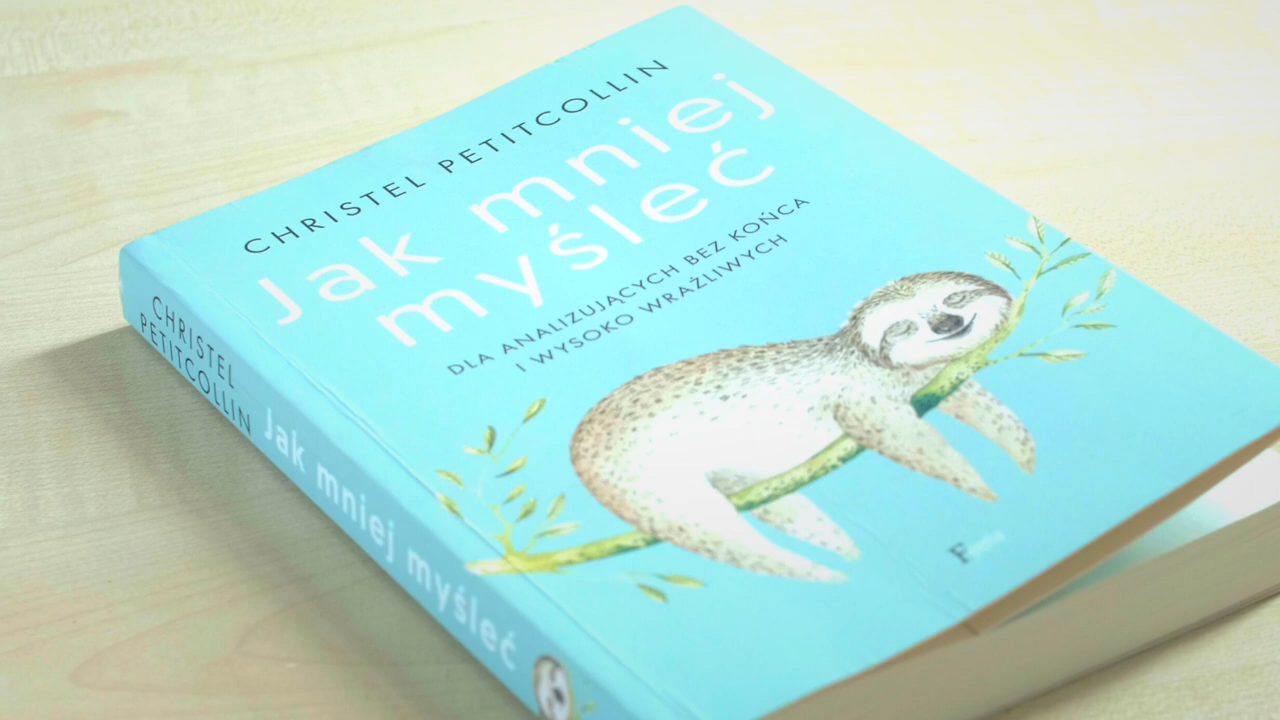 CHRISTEL PETITCOLLIN
Jak mniej
myśleć
DLA ANALIZUJĄCYCH BEZ KOŃCA
I WYSOKO WRAŻLIWYCH
F
CHRISTEL
PETITCOLLIN
Jak mniej myśleć